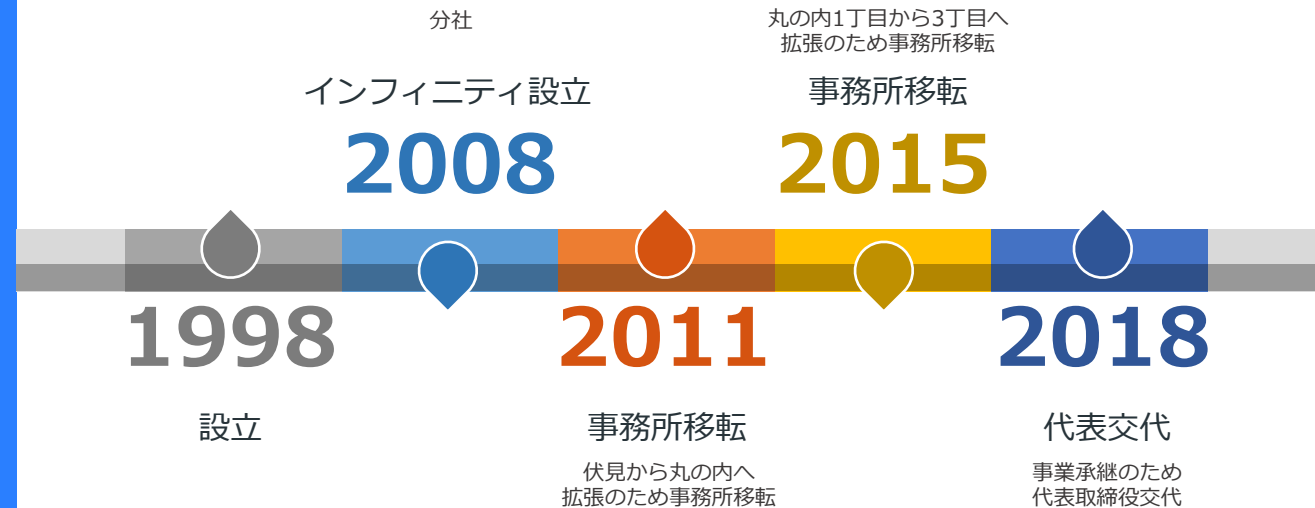 分社
インフィニティ設立
2008
丸の内1丁目から3丁目へ
拡張のため事務所移転
事務所移転
2015
1998
設立
2011
事務所移転
伏見から丸の内へ
拡張のため事務所移転
2018
代表交代
事業承継のため
代表取締役交代